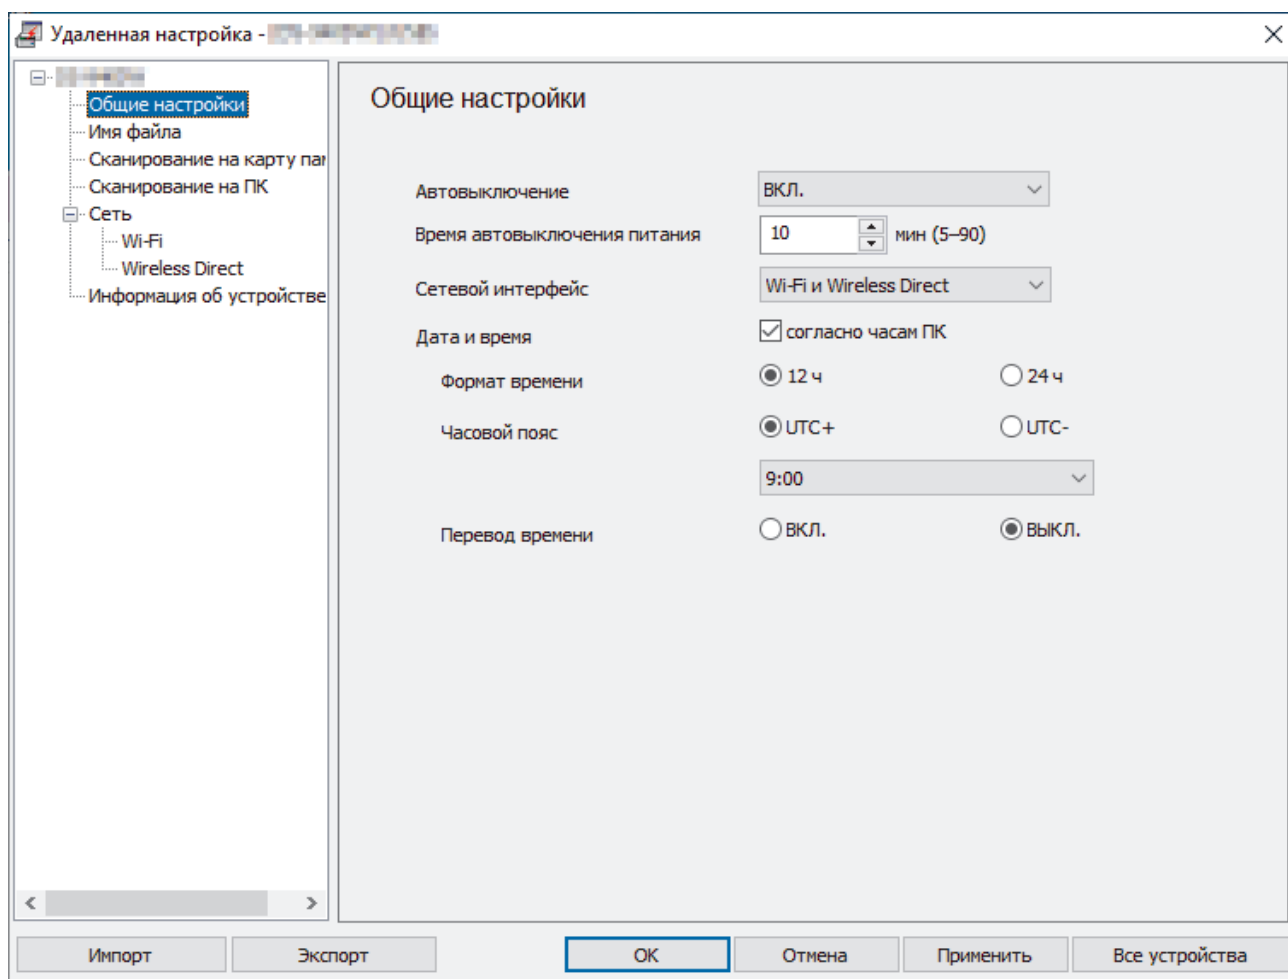 Удаленная настройка -
Общие настройки
Имя файла
Сканирование на карту пам
Сканирование на ПК
Сеть
Wi-Fi
Wireless Direct
Информация об устройстве
Общие настройки
Автовыключение ВКЛ.
Время автовыключения питания 10 мин (5–90)
Сетевой интерфейс Wi-Fi и Wireless Direct
Дата и время согласно часам ПК
Формат времени 12 ч 24 ч
Часовой пояс UTC+ UTC-
9:00
Перевод времени ВКЛ. ВЫКЛ.
Импорт Экспорт OK Отмена Применить Все устройства